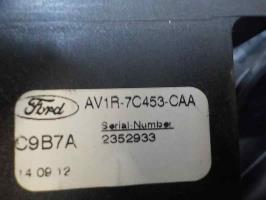 Ford
AV1R-7C453-CAA
Serial-Number
C9B7A
2352933
14 09 12